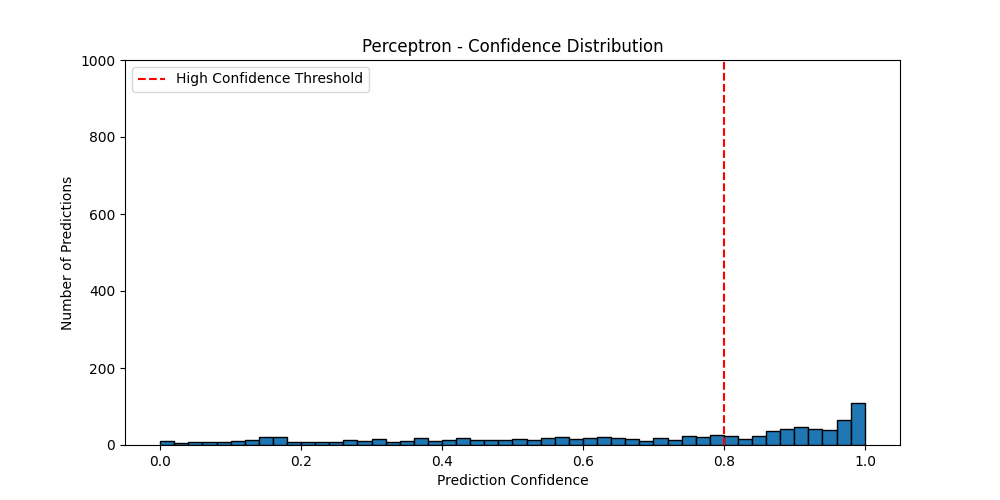 Perceptron - Confidence Distribution
High Confidence Threshold
Number of Predictions
1000
800
600
400
200
0
0.0 0.2 0.4 0.6 0.8 1.0
Prediction Confidence